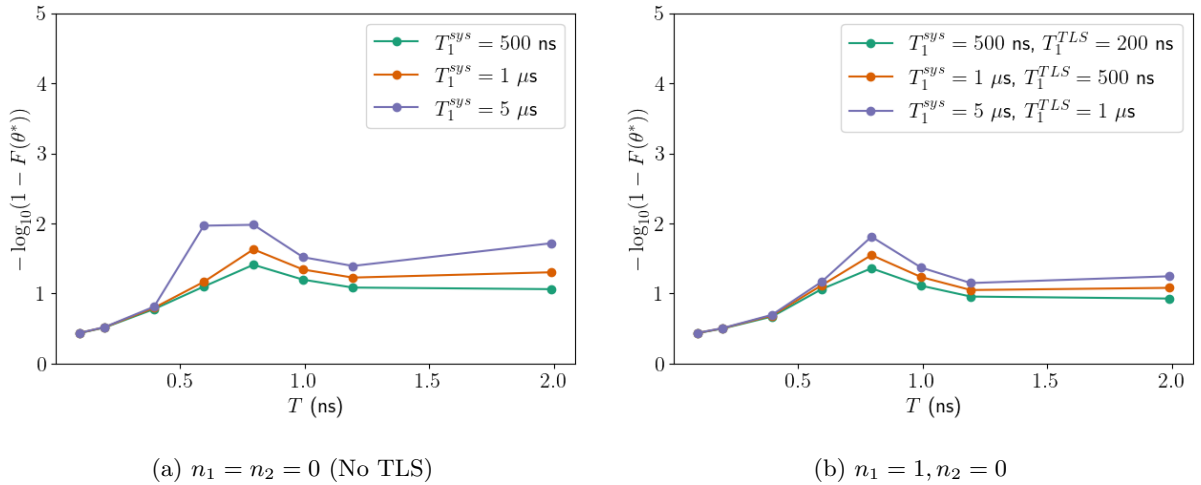 5
4
3
2
1
0
− log₁₀(1 − F(θ*))
T₁ˢʸˢ = 500 ns
T₁ˢʸˢ = 1 μs
T₁ˢʸˢ = 5 μs
0.5 1.0 1.5 2.0
T (ns)
(a) n₁ = n₂ = 0 (No TLS)
5
4
3
2
1
0
− log₁₀(1 − F(θ*))
T₁ˢʸˢ = 500 ns, T₁ᵀᴸˢ = 200 ns
T₁ˢʸˢ = 1 μs, T₁ᵀᴸˢ = 500 ns
T₁ˢʸˢ = 5 μs, T₁ᵀᴸˢ = 1 μs
0.5 1.0 1.5 2.0
T (ns)
(b) n₁ = 1, n₂ = 0